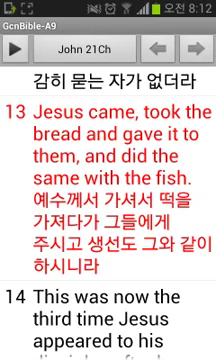 오전 8:12
GcnBible-A9
John 21Ch
감히 묻는 자가 없더라
13 Jesus came, took the
bread and gave it to
them, and did the
same with the fish.
예수께서 가셔서 떡을
가져다가 그들에게
주시고 생선도 그와 같이
하시니라
14 This was now the
third time Jesus
appeared to his